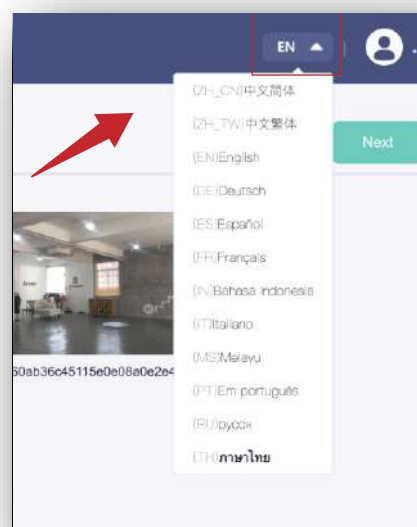 EN
(ZH_CN)中文简体
(ZH_TW)中文繁体
(EN)English
Next
(DE)Deutsch
(ES)Español
(FR)Français
(IN)Bahasa Indonesia
(IT)Italiano
(MS)Melayu
60ab36c45115e0e08a0e2e4
(PT)Em português
(RU)русск
(TH)ภาษาไทย